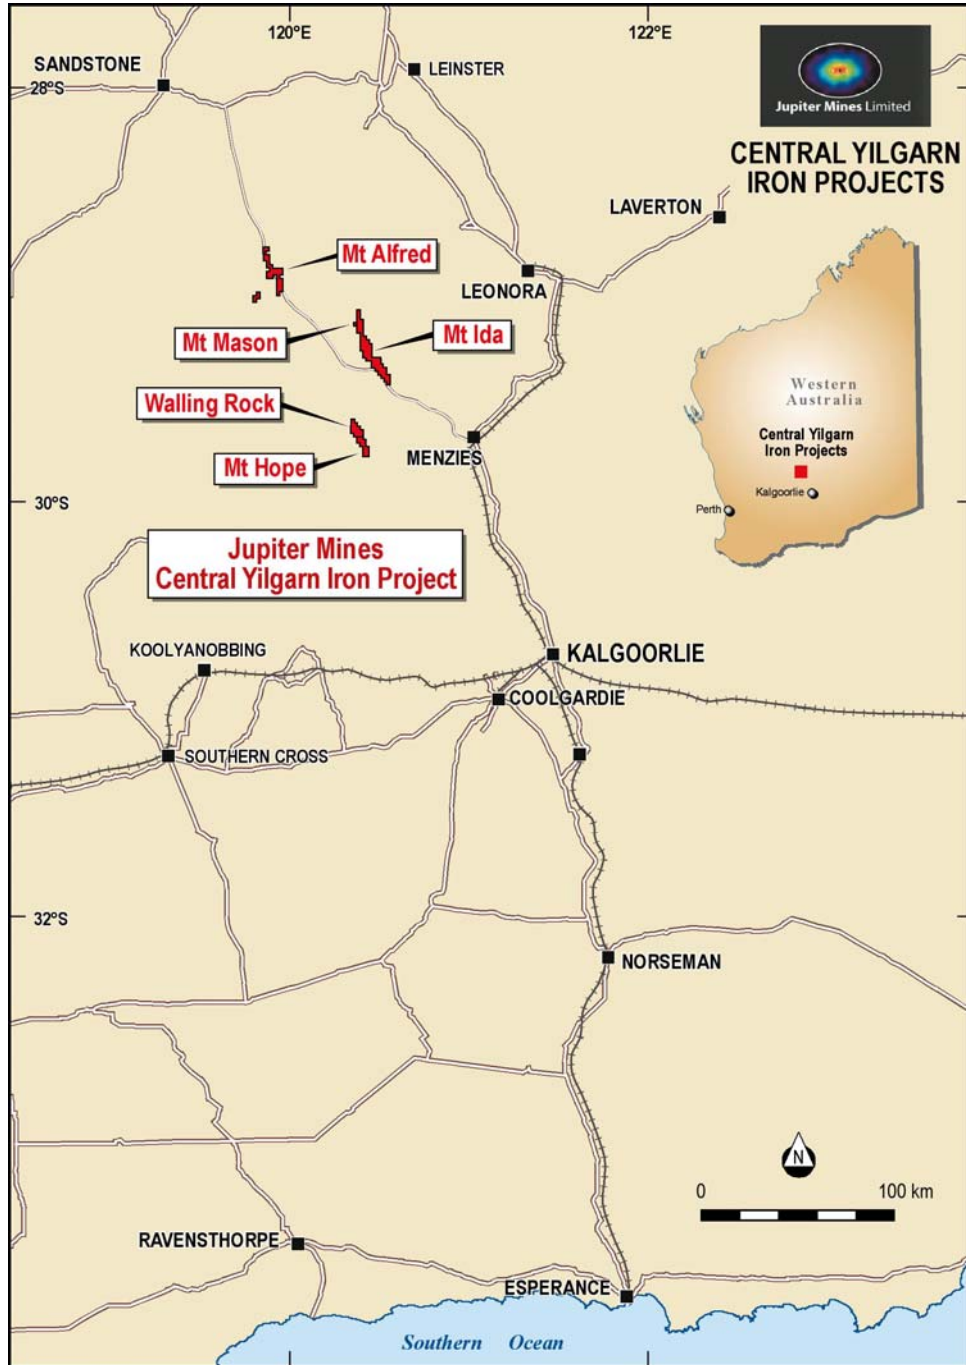 120°E
122°E
SANDSTONE
LEINSTER
28°S
Jupiter Mines Limited
CENTRAL YILGARN
IRON PROJECTS
LAVERTON
Mt Alfred
LEONORA
Mt Mason
Mt Ida
Walling Rock
MENZIES
Mt Hope
Western
Australia
Central Yilgarn
Iron Projects
Kalgoorlie
Perth
30°S
Jupiter Mines
Central Yilgarn Iron Project
KOOLYANOBBING
KALGOORLIE
COOLGARDIE
SOUTHERN CROSS
32°S
NORSEMAN
N
0 100 km
RAVENSTHORPE
ESPERANCE
Southern Ocean